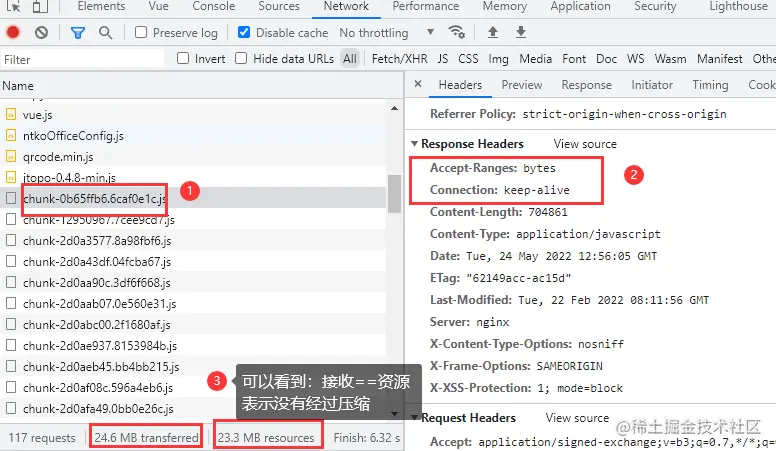 Elements Vue Console Sources Network Performance Memory Application Security Lighthouse
Preserve log Disable cache No throttling
Filter Invert Hide data URLs All Fetch/XHR JS CSS Img Media Font Doc WS Wasm Manifest Othe
Name
vue.js
ntkoOfficeConfig.js
qrcode.min.js
jtopo-0.4.8-min.js
chunk-0b65ffb6.6caf0e1c.js
1
chunk-12950967.7cee9cd7.js
chunk-2d0a3577.8a98fbf6.js
chunk-2d0a43df.04fcba67.js
chunk-2d0aa90c.3df6f668.js
chunk-2d0aab07.0e560e31.js
chunk-2d0abc00.2f1680af.js
chunk-2d0ae937.8153984b.js
chunk-2d0aeb45.bb4bb215.js
chunk-2d0af08c.596a4eb6.js
chunk-2d0afa49.0bb0e26c.js
3
可以看到：接收==资源
表示没有经过压缩
117 requests 24.6 MB transferred 23.3 MB resources Finish: 6.32 s
× Headers Preview Response Initiator Timing Cook
Referrer Policy: strict-origin-when-cross-origin
Response Headers View source
Accept-Ranges: bytes
2
Connection: keep-alive
Content-Length: 704861
Content-Type: application/javascript
Date: Tue, 24 May 2022 12:56:05 GMT
ETag: "62149acc-ac15d"
Last-Modified: Tue, 22 Feb 2022 08:11:56 GMT
Server: nginx
X-Content-Type-Options: nosniff
X-Frame-Options: SAMEORIGIN
X-XSS-Protection: 1; mode=block
Request Headers View source
Accept: application/signed-exchange;v=b3;q=0.7,*/*;q=
@稀土掘金技术社区